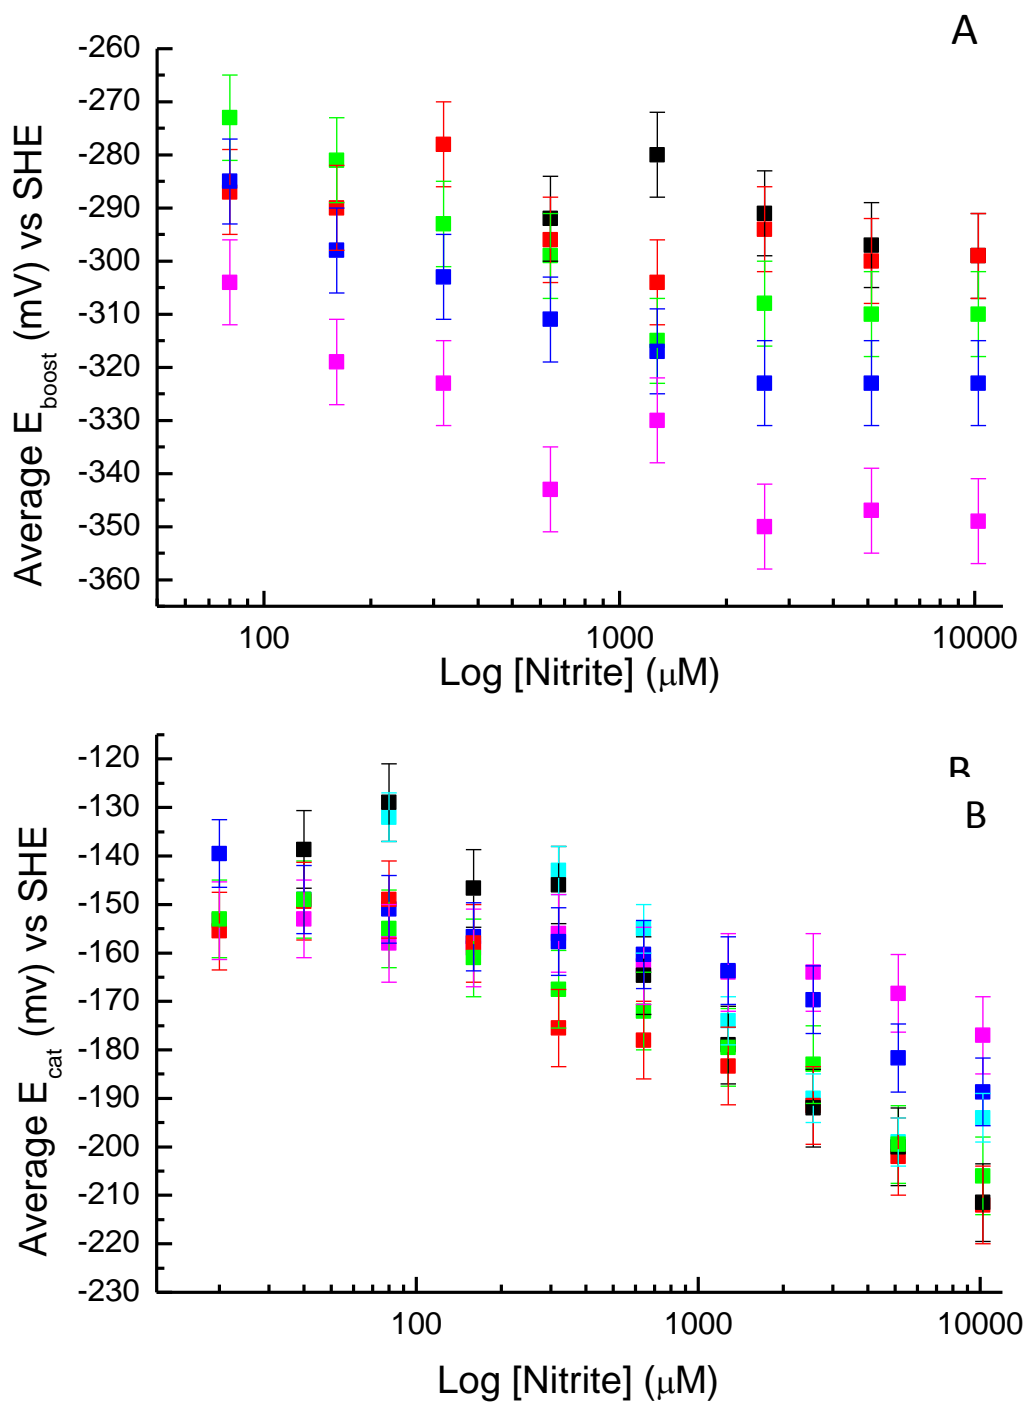 A
-260
-270
-280
-290
-300
-310
-320
-330
-340
-350
-360
Average E_boost (mV) vs SHE
100 1000 10000
Log [Nitrite] (μM)
B
B
-120
-130
-140
-150
-160
-170
-180
-190
-200
-210
-220
-230
Average E_cat (mv) vs SHE
100 1000 10000
Log [Nitrite] (μM)